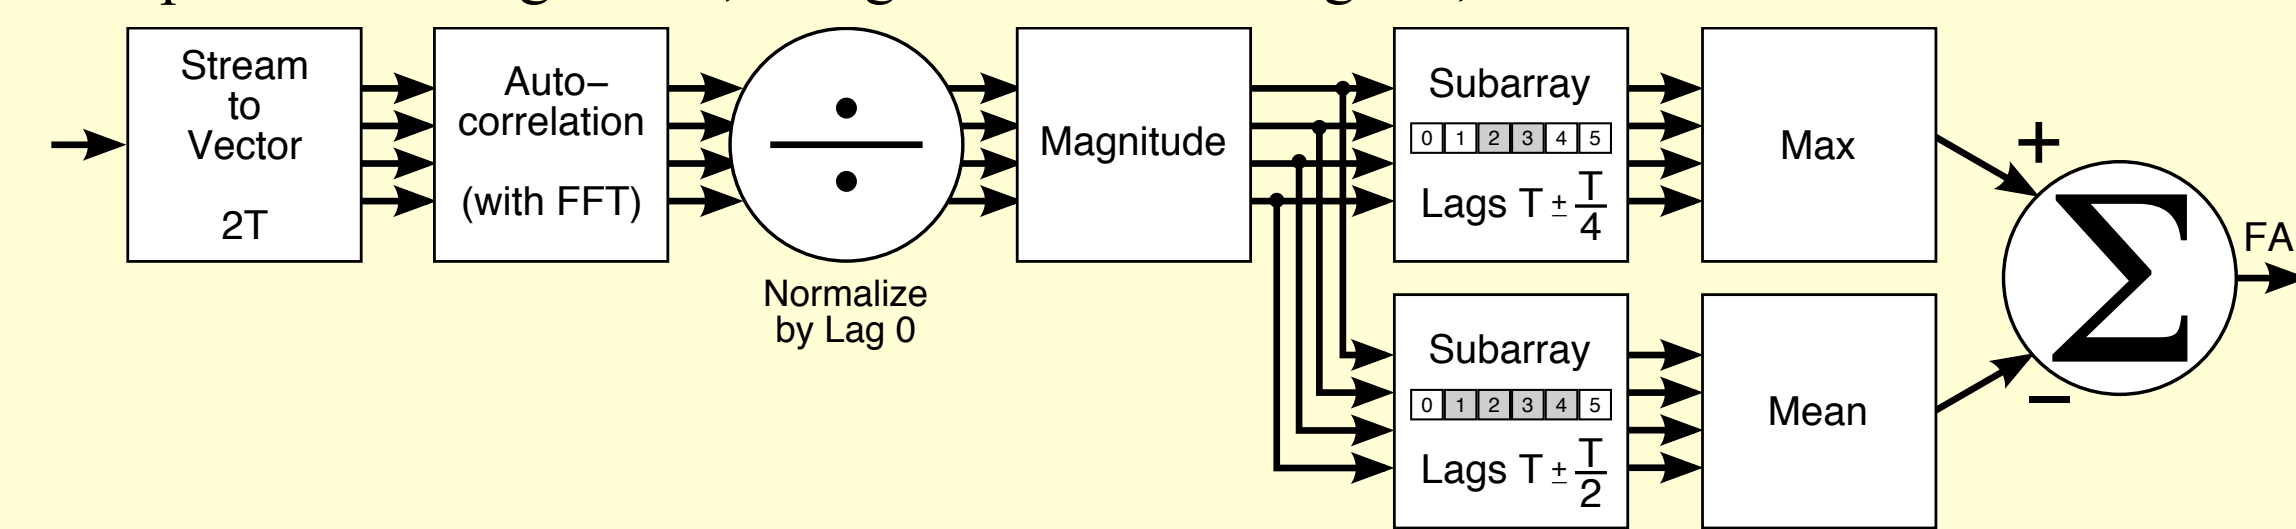 Stream
to
Vector
2T
Auto–
correlation
(with FFT)
Normalize
by Lag 0
Magnitude
Subarray
0 1 2 3 4 5
Lags T ± T/4
Max
+
Σ
FA
Subarray
0 1 2 3 4 5
Lags T ± T/2
Mean
−